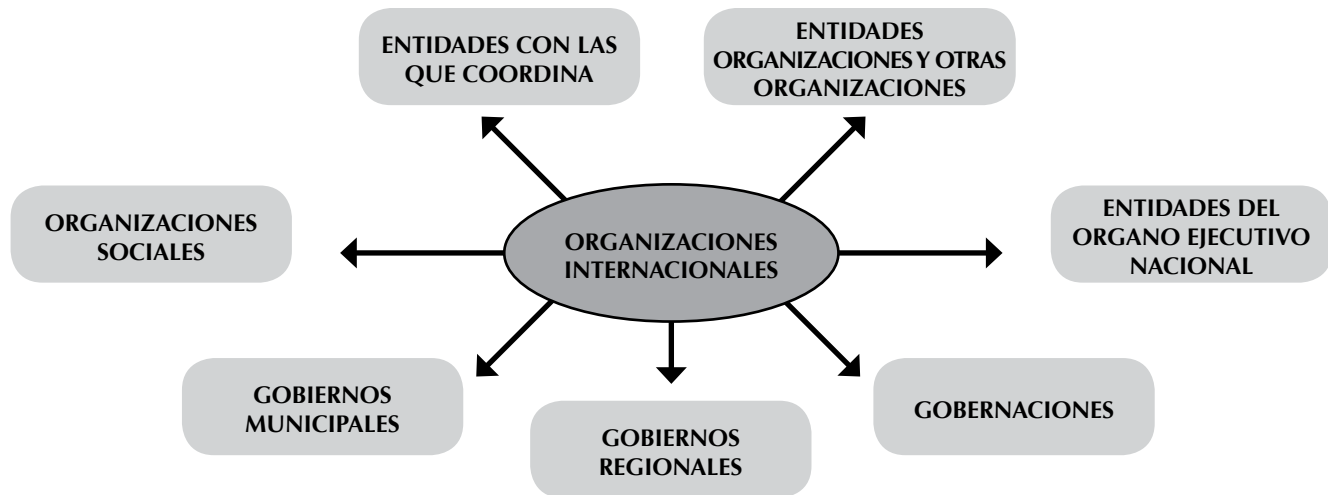 ENTIDADES CON LAS
QUE COORDINA
ENTIDADES
ORGANIZACIONES Y OTRAS
ORGANIZACIONES
ORGANIZACIONES
SOCIALES
ORGANIZACIONES
INTERNACIONALES
ENTIDADES DEL
ORGANO EJECUTIVO
NACIONAL
GOBIERNOS
MUNICIPALES
GOBIERNOS
REGIONALES
GOBERNACIONES